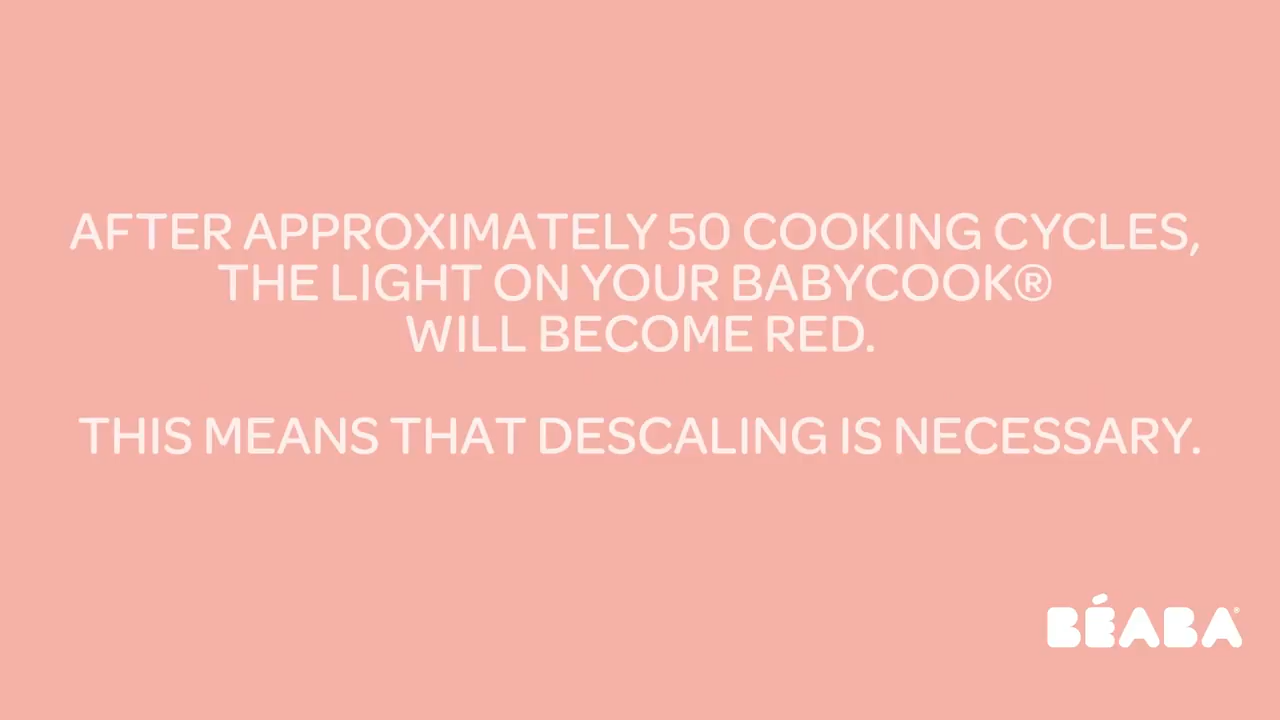 AFTER APPROXIMATELY 50 COOKING CYCLES,
THE LIGHT ON YOUR BABYCOOK®
WILL BECOME RED.
THIS MEANS THAT DESCALING IS NECESSARY.
BÉABA®